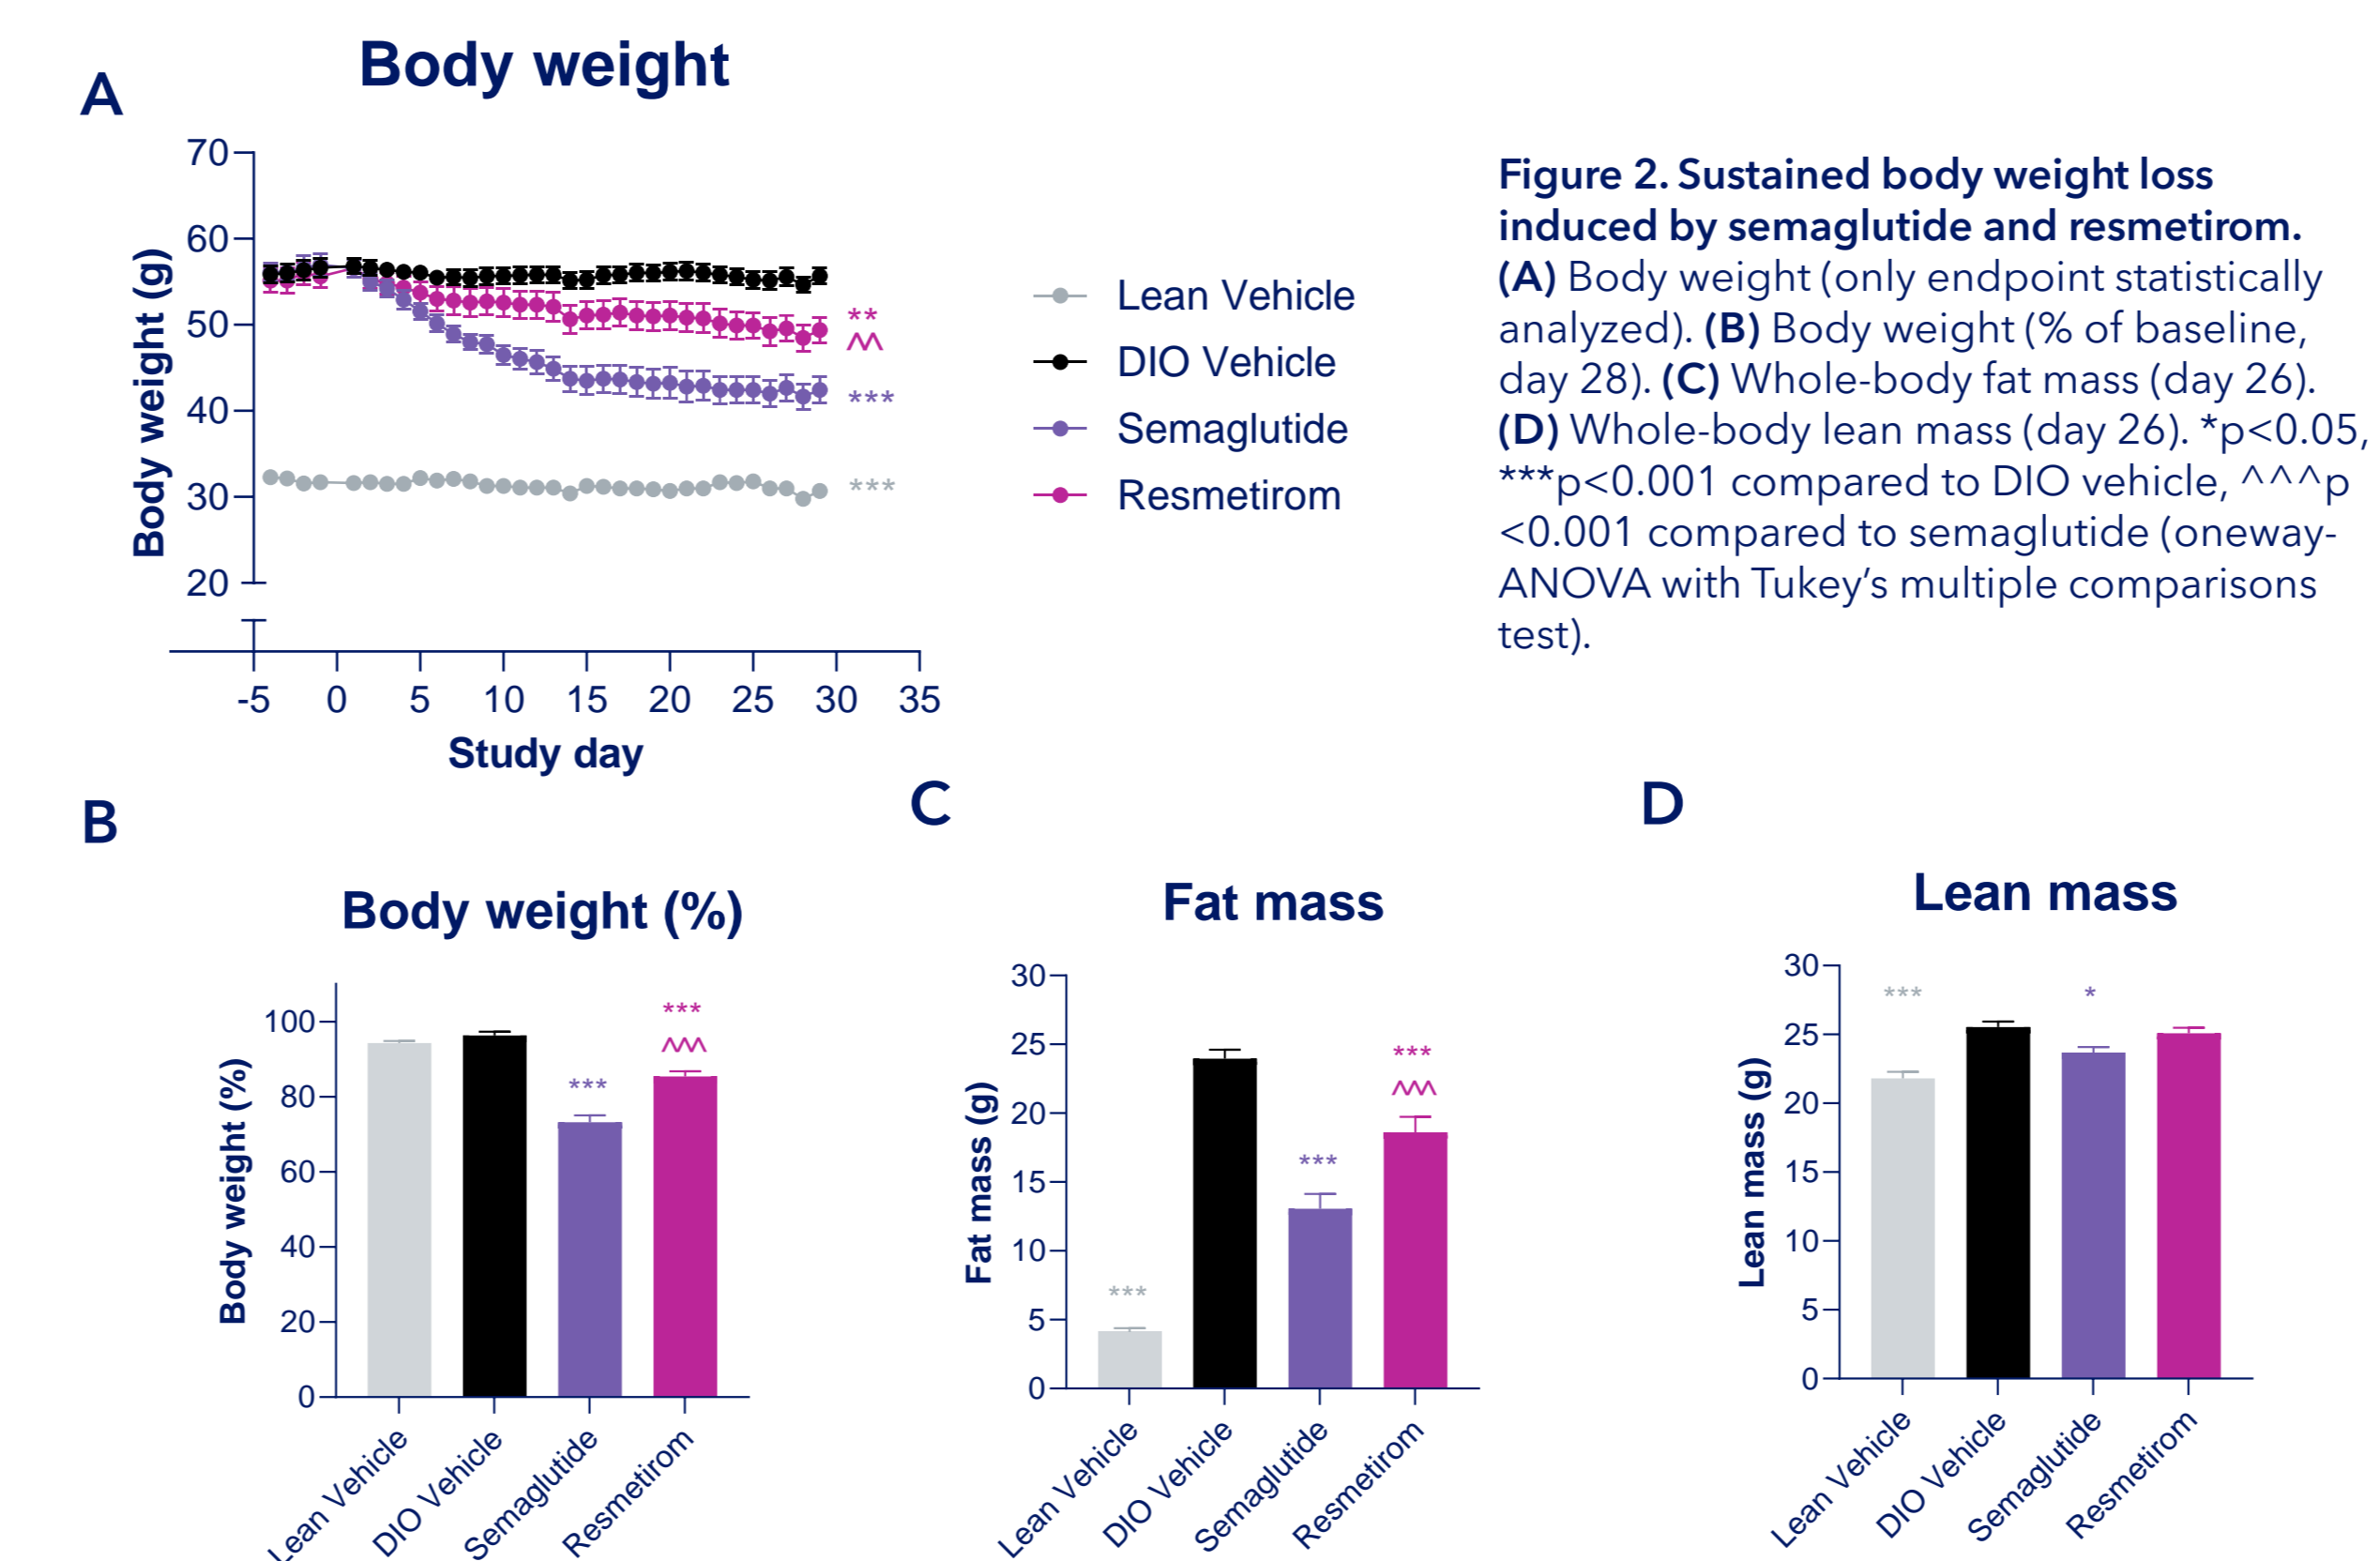 A
Body weight
70
60
50
40
30
20
Body weight (g)
-5 0 5 10 15 20 25 30 35
Study day
**
^^
***
***
Lean Vehicle
DIO Vehicle
Semaglutide
Resmetirom
Figure 2. Sustained body weight loss
induced by semaglutide and resmetirom.
(A) Body weight (only endpoint statistically
analyzed). (B) Body weight (% of baseline,
day 28). (C) Whole-body fat mass (day 26).
(D) Whole-body lean mass (day 26). *p<0.05,
***p<0.001 compared to DIO vehicle, ^^^p
<0.001 compared to semaglutide (oneway-
ANOVA with Tukey’s multiple comparisons
test).
B
Body weight (%)
100
80
60
40
20
0
Body weight (%)
***
***
^^^
Lean Vehicle
DIO Vehicle
Semaglutide
Resmetirom
C
Fat mass
30
25
20
15
10
5
0
Fat mass (g)
***
***
***
^^^
Lean Vehicle
DIO Vehicle
Semaglutide
Resmetirom
D
Lean mass
30
25
20
15
10
5
0
Lean mass (g)
***
*
Lean Vehicle
DIO Vehicle
Semaglutide
Resmetirom